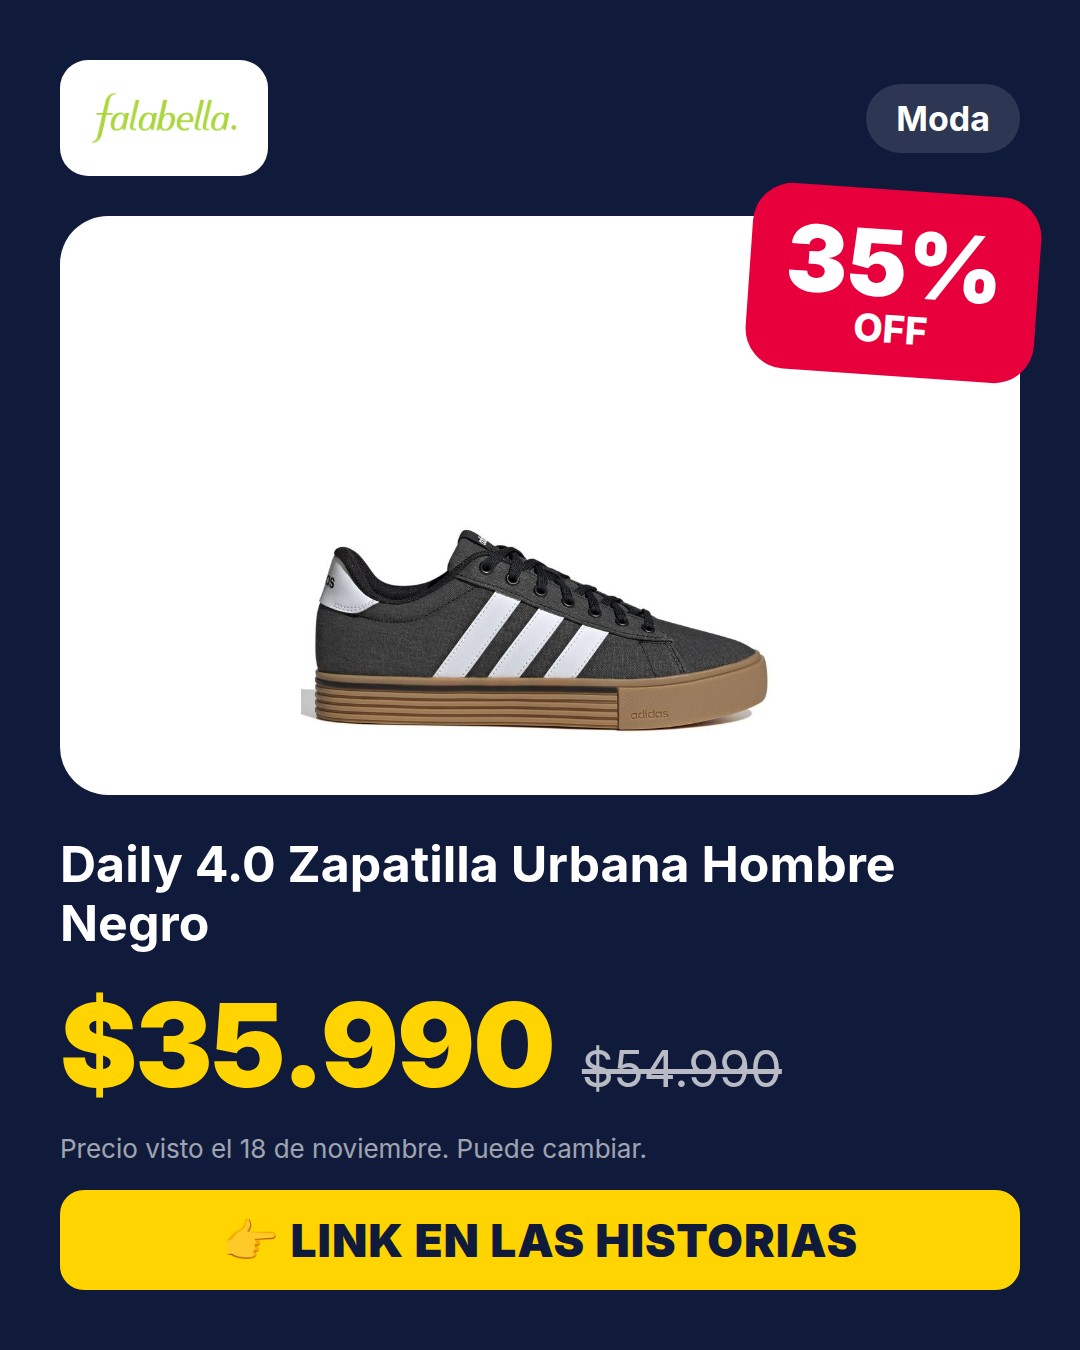 falabella.
Moda
35%
OFF
adidas
Daily 4.0 Zapatilla Urbana Hombre
Negro
$35.990 $54.990
Precio visto el 18 de noviembre. Puede cambiar.
👉 LINK EN LAS HISTORIAS